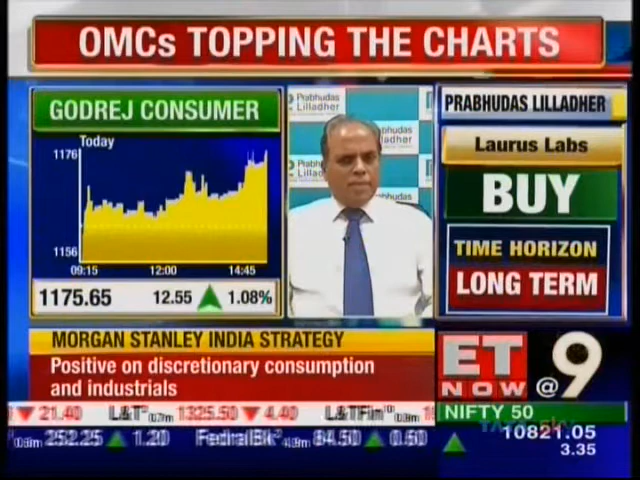 OMCs TOPPING THE CHARTS
GODREJ CONSUMER
Today
1176
1156
09:15 12:00 14:45
1175.65 12.55 1.08%
Prabhudas
Lilladher
Prabhudas
Lilladher
Prabhudas
PRABHUDAS LILLADHER
Laurus Labs
BUY
TIME HORIZON
LONG TERM
MORGAN STANLEY INDIA STRATEGY
Positive on discretionary consumption
and industrials
ET
NOW
@9
21.40 L&T 1325.50 4.40 L&TFin
252.25 1.20 FederalBk 84.50 0.60
NIFTY 50
10821.05
3.35